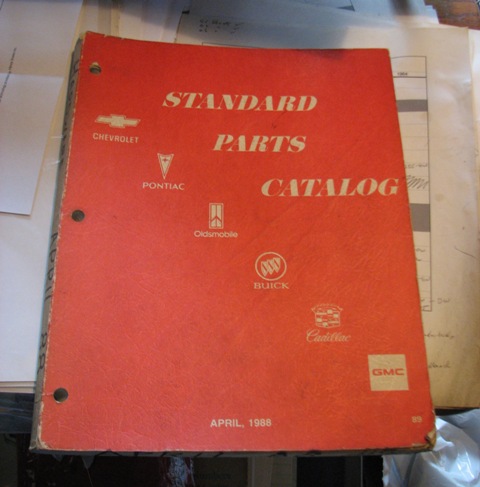 STANDARD
PARTS
CATALOG
CHEVROLET
PONTIAC
Oldsmobile
BUICK
Cadillac
GMC
APRIL, 1988